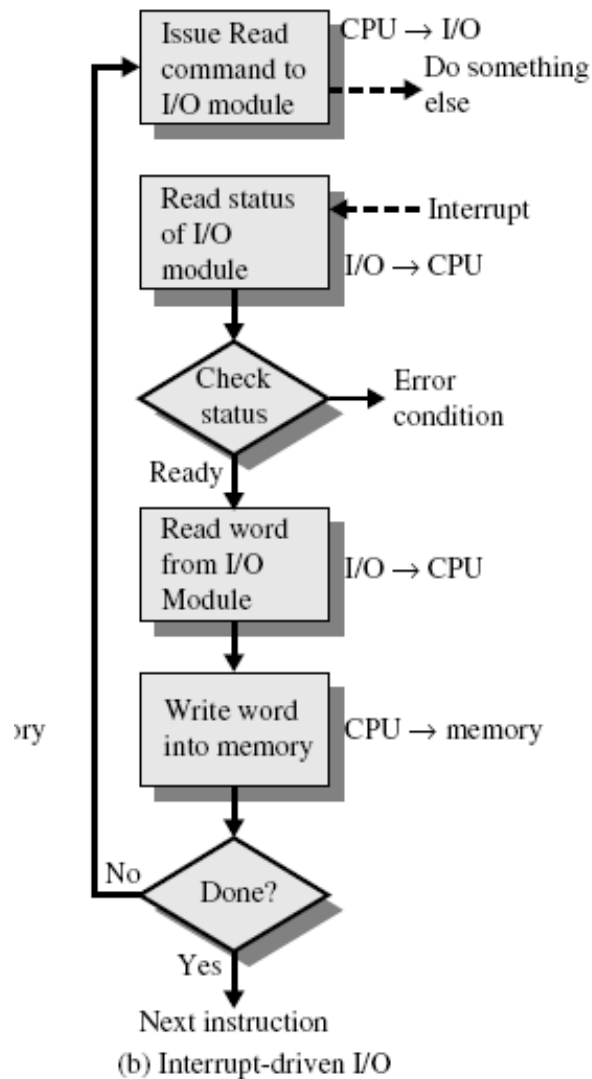 Issue Read
command to
I/O module
CPU → I/O
Do something
else
Read status
of I/O
module
Interrupt
I/O → CPU
Check
status
Error
condition
Ready
Read word
from I/O
Module
I/O → CPU
Write word
into memory
CPU → memory
ory
No
Done?
Yes
Next instruction
(b) Interrupt-driven I/O